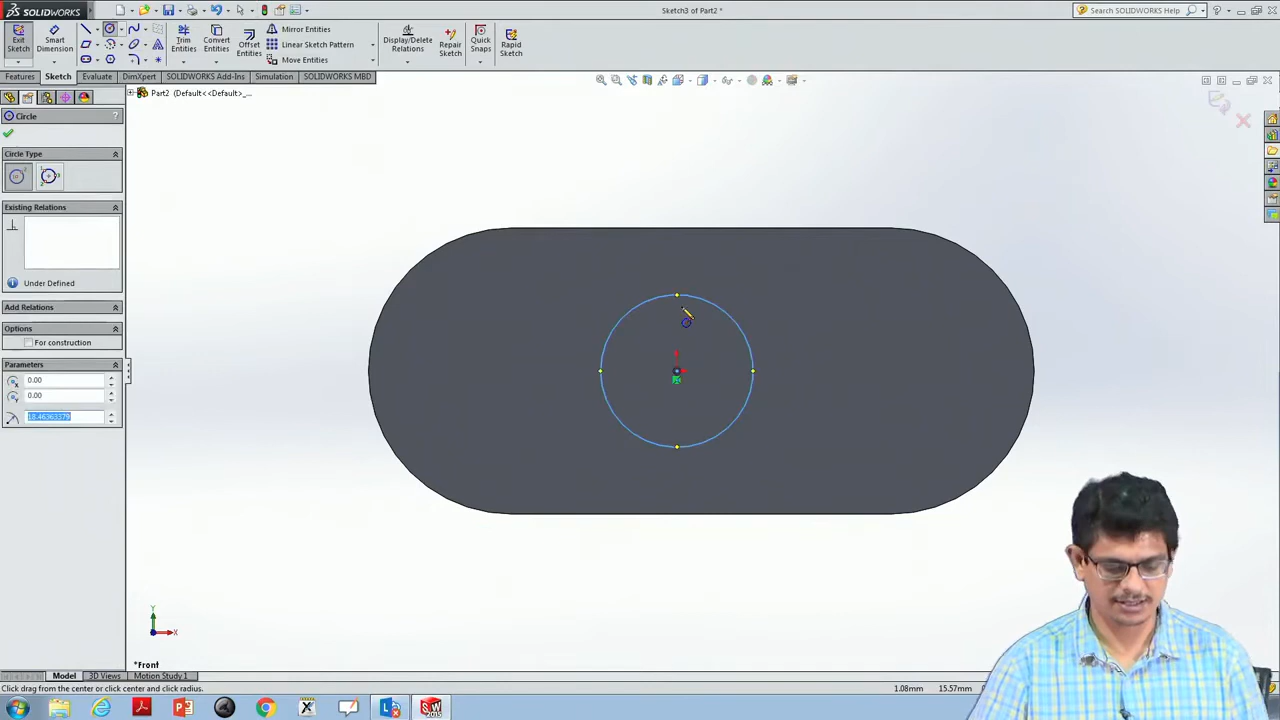 SOLIDWORKS
Sketch3 of Part2 *
Search SOLIDWORKS Help
Exit Sketch
Smart Dimension
Trim Entities
Convert Entities
Offset Entities
Mirror Entities
Linear Sketch Pattern
Move Entities
Display/Delete Relations
Repair Sketch
Quick Snaps
Rapid Sketch
Features
Sketch
Evaluate
DimXpert
SOLIDWORKS Add-Ins
Simulation
SOLIDWORKS MBD
Part2 (Default<<Default>_...
Circle
?
Circle Type
Existing Relations
Under Defined
Add Relations
Options
For construction
Parameters
0.00
0.00
18.46363379
Y
X
*Front
Model
3D Views
Motion Study 1
Click drag from the center or click center and click radius.
1.08mm
15.57mm